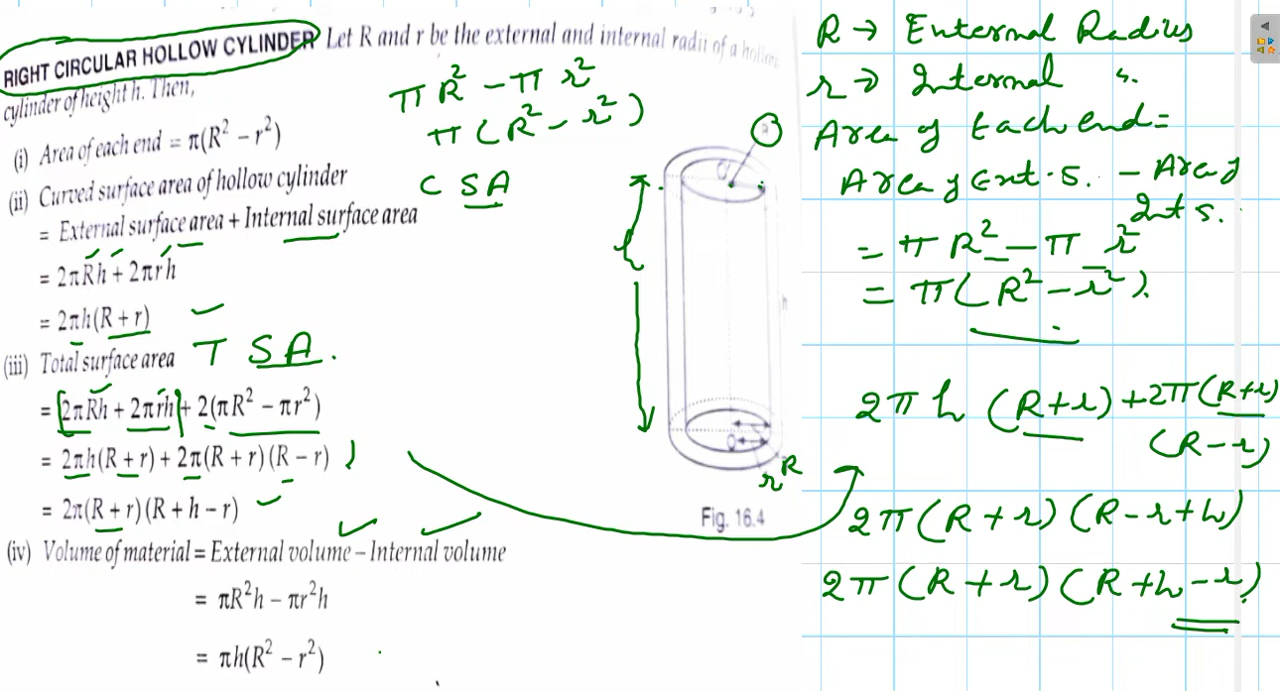 RIGHT CIRCULAR HOLLOW CYLINDER Let R and r be the external and internal radii of a hollow
cylinder of height h. Then,
πR² − πr²
π(R² − r²)
(i) Area of each end = π(R² − r²)
(ii) Curved surface area of hollow cylinder
CSA
= External surface area + Internal surface area
= 2πRh + 2πrh
= 2πh(R + r)
(iii) Total surface area TSA.
= [2πRh + 2πrh] + 2(πR² − πr²)
= 2πh(R + r) + 2π(R + r)(R − r)
= 2π(R + r)(R + h − r)
(iv) Volume of material = External volume − Internal volume
= πR²h − πr²h
= πh(R² − r²)
h
h
r R
Fig. 16.4
R → External Radius
r → Internal "
Area of Each end =
Area of Ext. S. − Area of
Int S.
= πR² − πr²
= π(R² − r²).
2πh (R+r) + 2π(R+r)
(R−r)
2π(R+r)(R−r+h)
2π(R+r)(R+h−r)